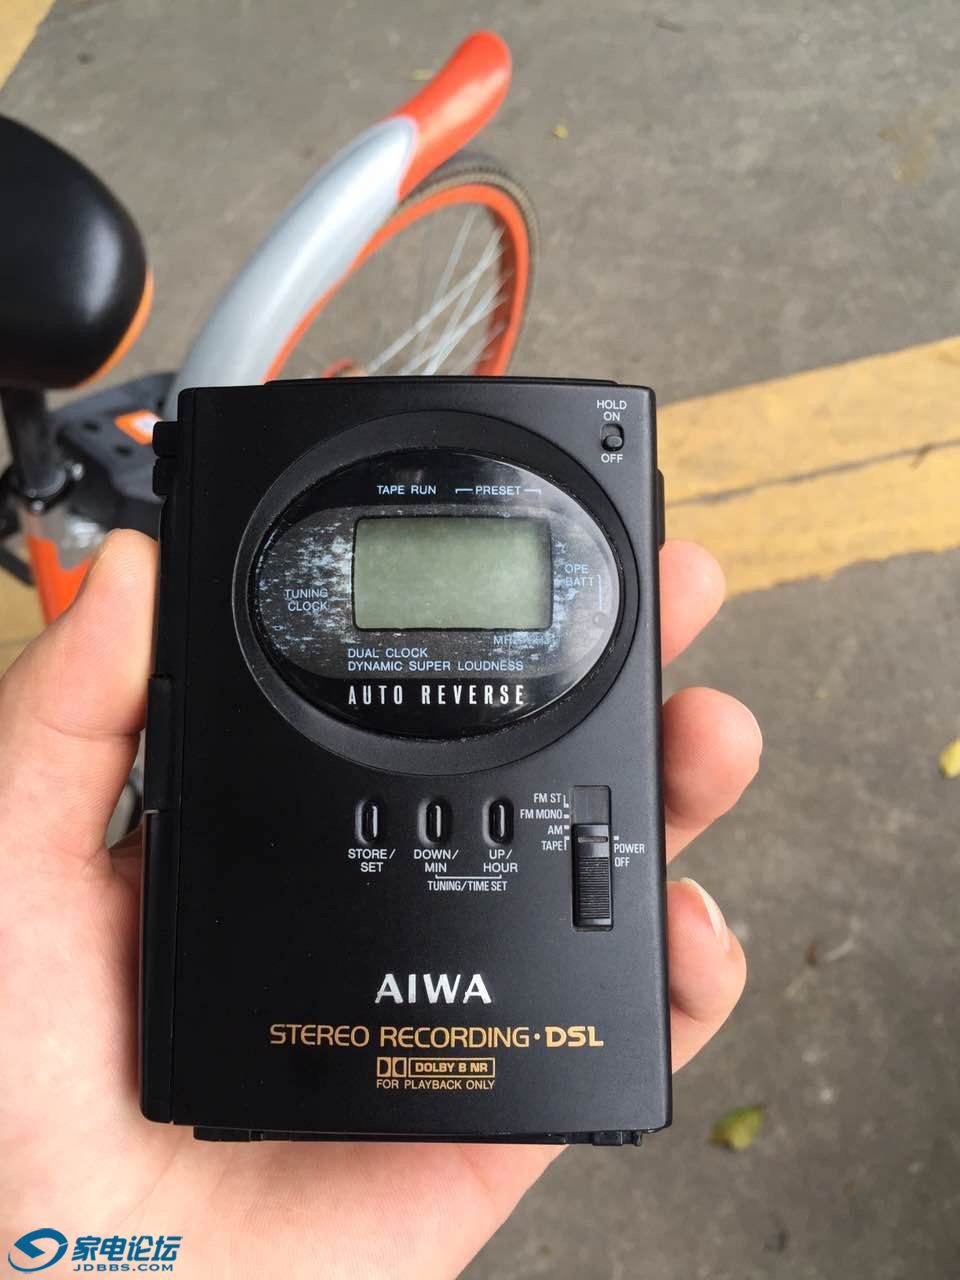 HOLD
ON
OFF
TAPE RUN PRESET
OPE
BATT
TUNING
CLOCK
DUAL CLOCK
DYNAMIC SUPER LOUDNESS
AUTO REVERSE
FM ST
FM MONO
AM
TAPE
POWER
OFF
STORE/
SET
DOWN/
MIN
UP/
HOUR
TUNING/TIME SET
AIWA
STEREO RECORDING·DSL
DOLBY B NR
FOR PLAYBACK ONLY
家电论坛
JDBBS.COM